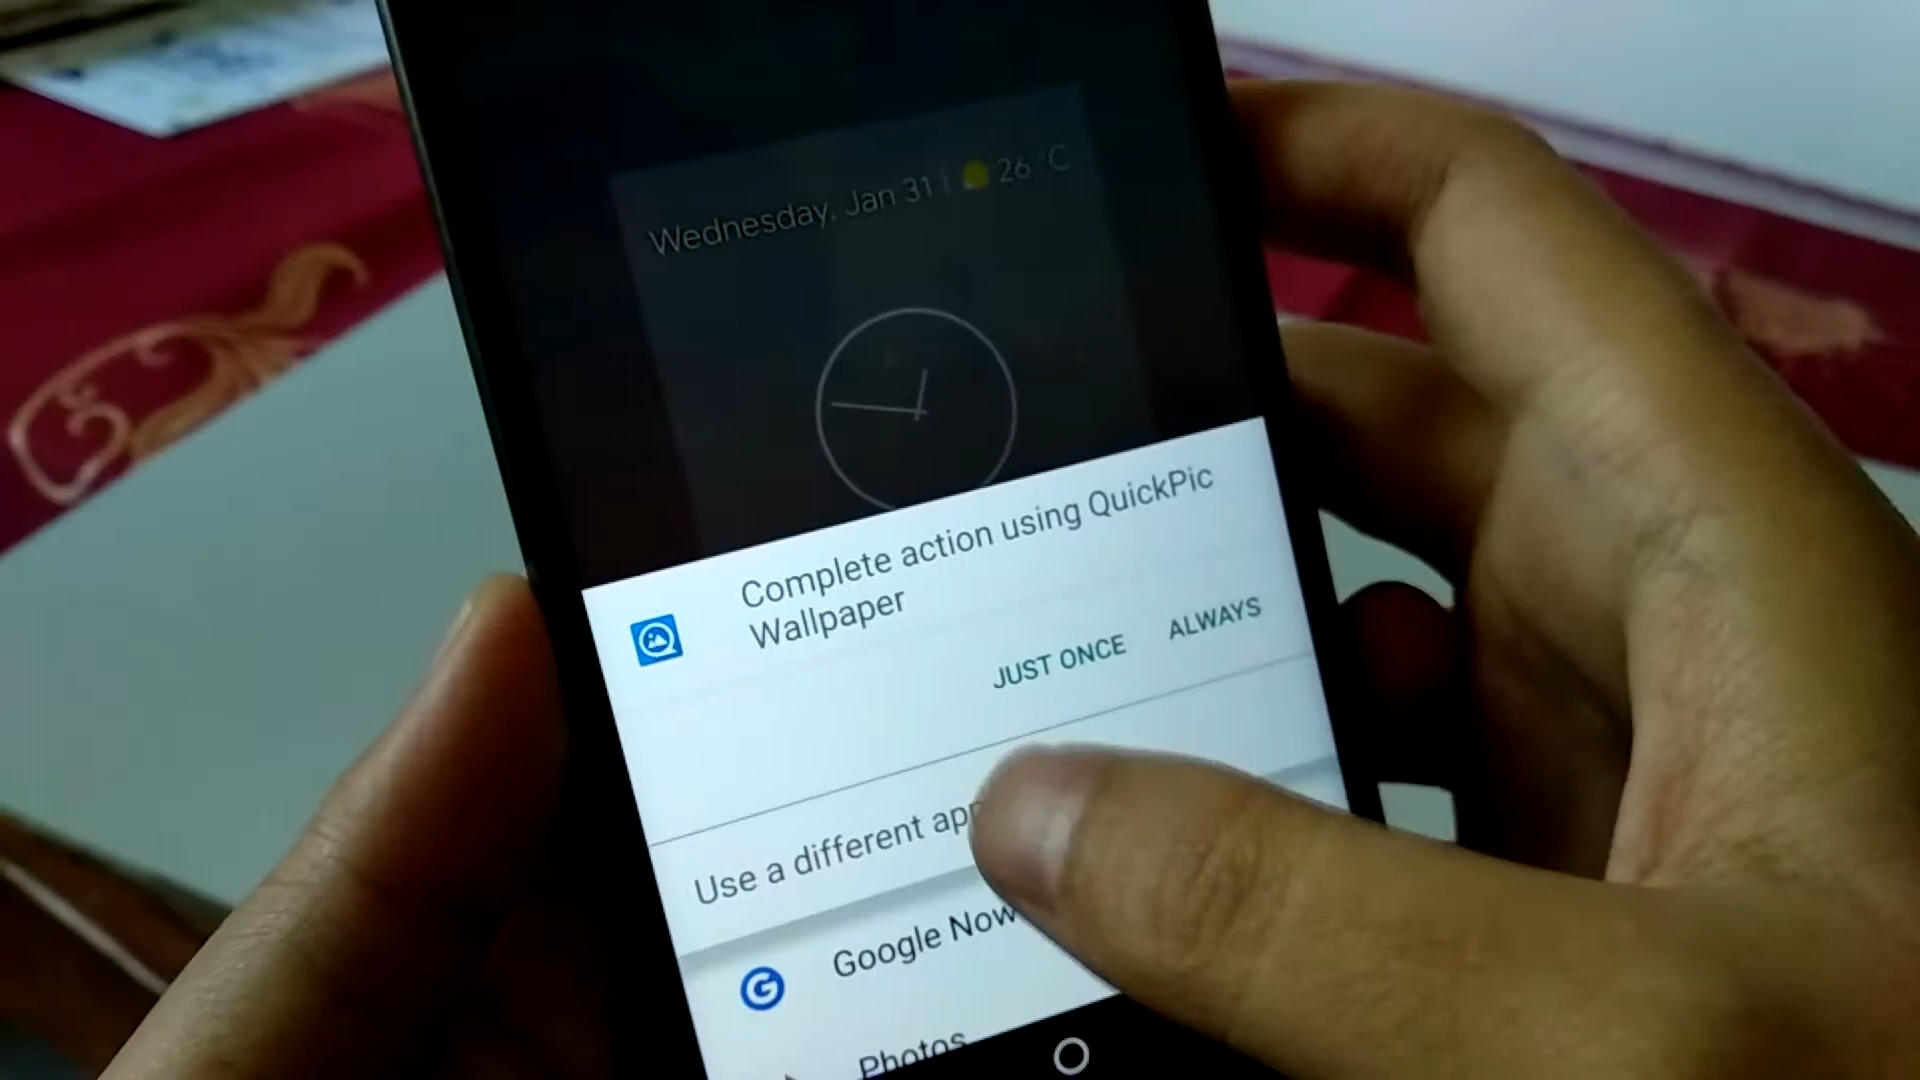 Wednesday, Jan 31 | 26 °C
Complete action using QuickPic
Wallpaper
JUST ONCE ALWAYS
Use a different app
Google Now
Photos